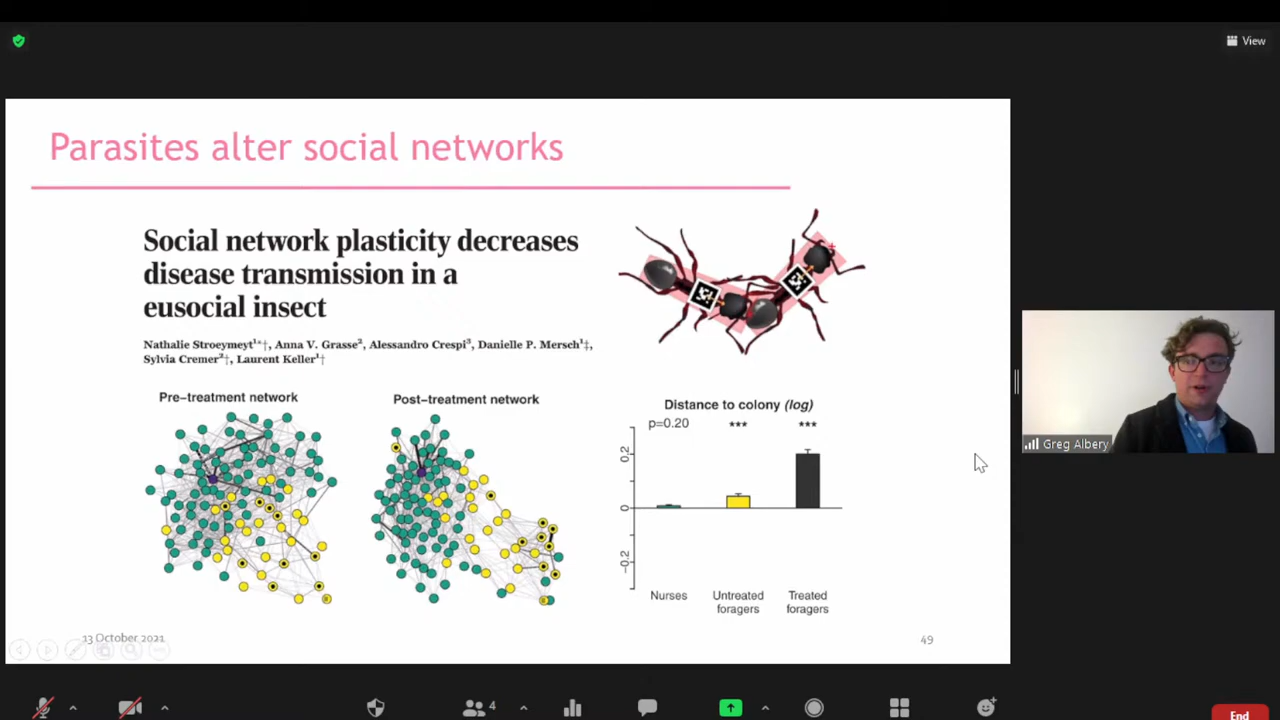 View
Parasites alter social networks
Social network plasticity decreases
disease transmission in a
eusocial insect
Nathalie Stroeymeyt¹*†, Anna V. Grasse², Alessandro Crespi³, Danielle P. Mersch¹‡,
Sylvia Cremer²†, Laurent Keller¹†
Pre-treatment network
Post-treatment network
Distance to colony (log)
p=0.20
***
***
0.2
0
-0.2
Nurses
Untreated
foragers
Treated
foragers
Greg Albery
13 October 2021
49
4
End